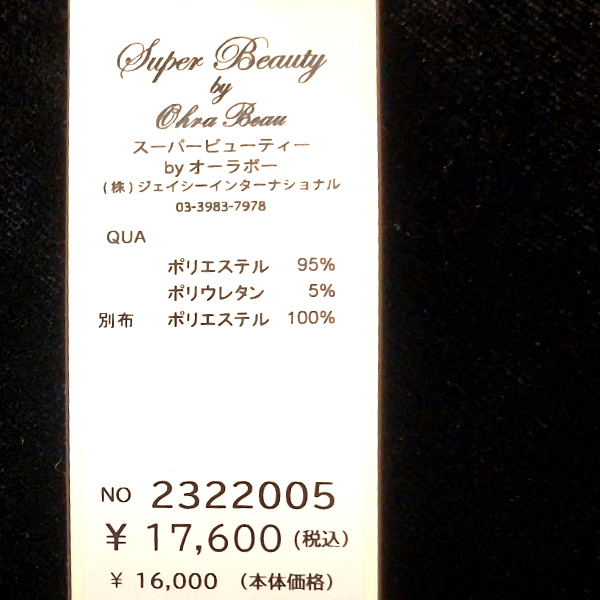 Super Beauty
by
Ohra Beau
スーパービューティー
by オーラボー
(株)ジェイシーインターナショナル
03-3983-7978
QUA
ポリエステル 95%
ポリウレタン 5%
別布 ポリエステル 100%
NO 2322005
¥ 17,600 (税込)
¥ 16,000 (本体価格)